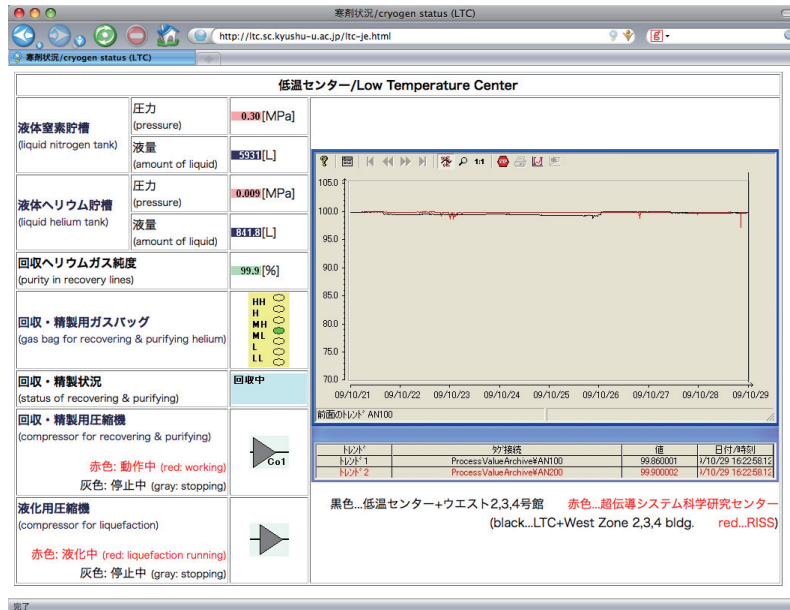 寒剤状況/cryogen status (LTC)
http://ltc.sc.kyushu-u.ac.jp/ltc-je.html
寒剤状況/cryogen status (LTC)
低温センター/Low Temperature Center
液体窒素貯槽
(liquid nitrogen tank)
圧力
(pressure)
0.30 [MPa]
液量
(amount of liquid)
5931 [L]
液体ヘリウム貯槽
(liquid helium tank)
圧力
(pressure)
0.009 [MPa]
液量
(amount of liquid)
841.8 [L]
回収ヘリウムガス純度
(purity in recovery lines)
99.9 [%]
回収・精製用ガスバッグ
(gas bag for recovering & purifying helium)
HH
H
MH
ML
L
LL
回収・精製状況
(status of recovering & purifying)
回収中
回収・精製用圧縮機
(compressor for recovering & purifying)
赤色: 動作中 (red: working)
灰色: 停止中 (gray: stopping)
Co1
液化用圧縮機
(compressor for liquefaction)
赤色: 液化中 (red: liquefaction running)
灰色: 停止中 (gray: stopping)
1:1
105.0
100.0
95.0
90.0
85.0
80.0
75.0
70.0
09/10/21 09/10/22 09/10/23 09/10/24 09/10/25 09/10/26 09/10/27 09/10/28 09/10/29
前面のトレンド AN100
トレンド タグ接続 値 日付/時刻
トレンド 1 ProcessValueArchive¥AN100 99.860001 /10/29 16:22:58.12
トレンド 2 ProcessValueArchive¥AN200 99.900002 /10/29 16:22:58.12
黒色...低温センター+ウエスト2,3,4号館 赤色...超伝導システム科学研究センター
(black...LTC+West Zone 2,3,4 bldg. red...RISS)
完了